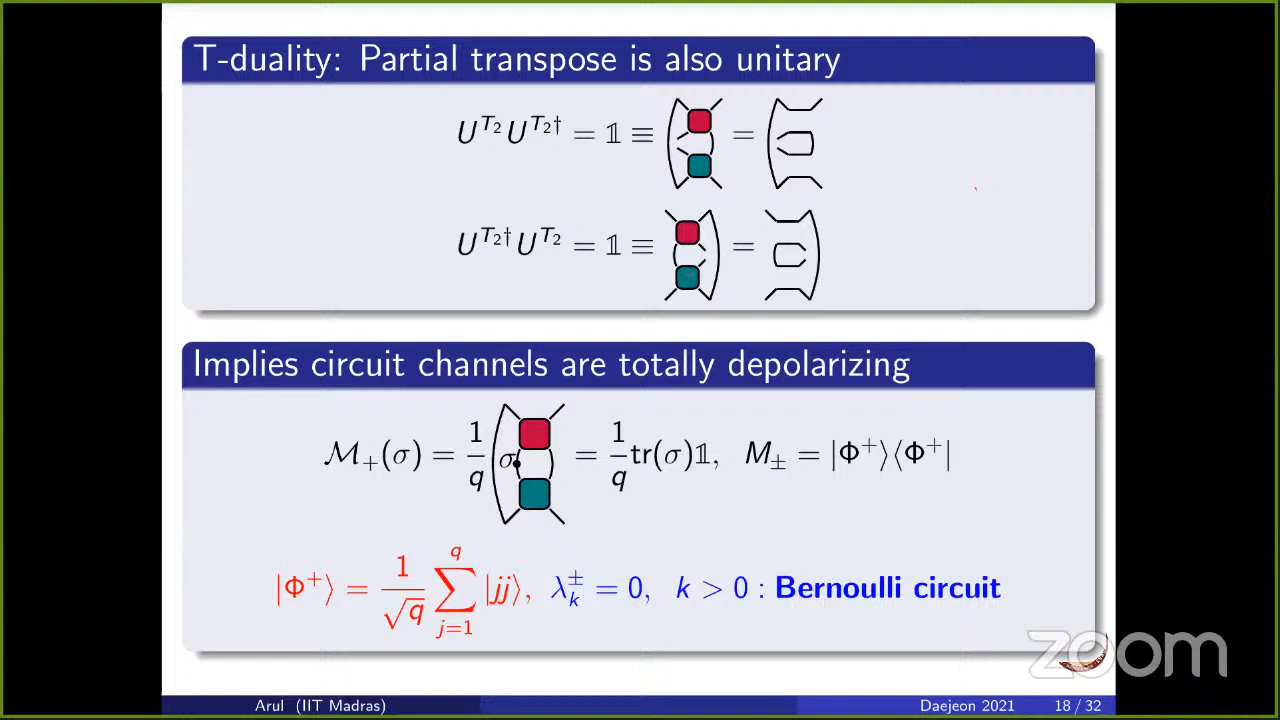 T-duality: Partial transpose is also unitary
U^{T_2} U^{T_2†} = 𝟙 ≡ =
U^{T_2†} U^{T_2} = 𝟙 ≡ =
Implies circuit channels are totally depolarizing
ℳ_+(σ) = 1/q σ = 1/q tr(σ)𝟙, M_± = |Φ^+⟩⟨Φ^+|
|Φ^+⟩ = 1/√q ∑_{j=1}^{q} |jj⟩, λ_k^± = 0, k > 0 : Bernoulli circuit
zoom
Arul (IIT Madras) Daejeon 2021 18 / 32